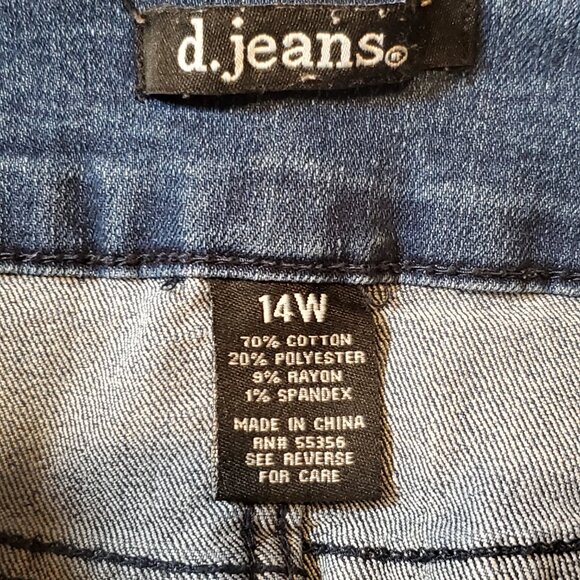 d.jeans®
14W
70% COTTON
20% POLYESTER
9% RAYON
1% SPANDEX
MADE IN CHINA
RN# 55356
SEE REVERSE
FOR CARE